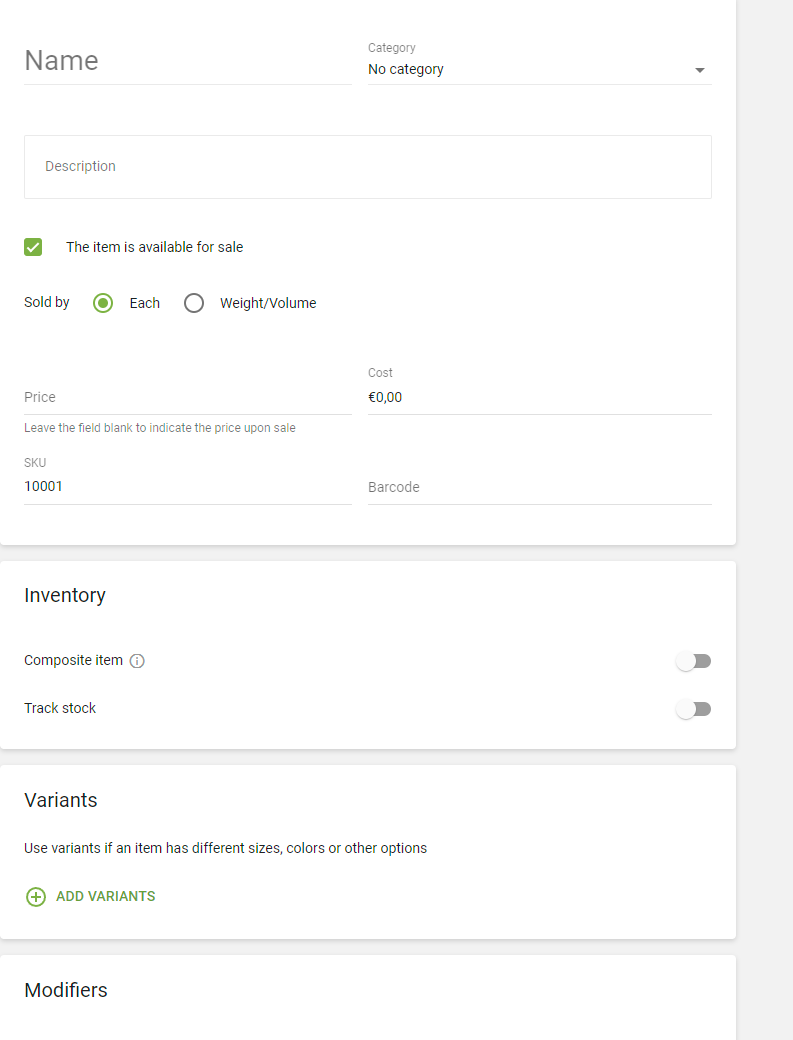 Name
Category
No category
Description
The item is available for sale
Sold by
Each
Weight/Volume
Price
Cost
€0,00
Leave the field blank to indicate the price upon sale
SKU
10001
Barcode
Inventory
Composite item
Track stock
Variants
Use variants if an item has different sizes, colors or other options
ADD VARIANTS
Modifiers